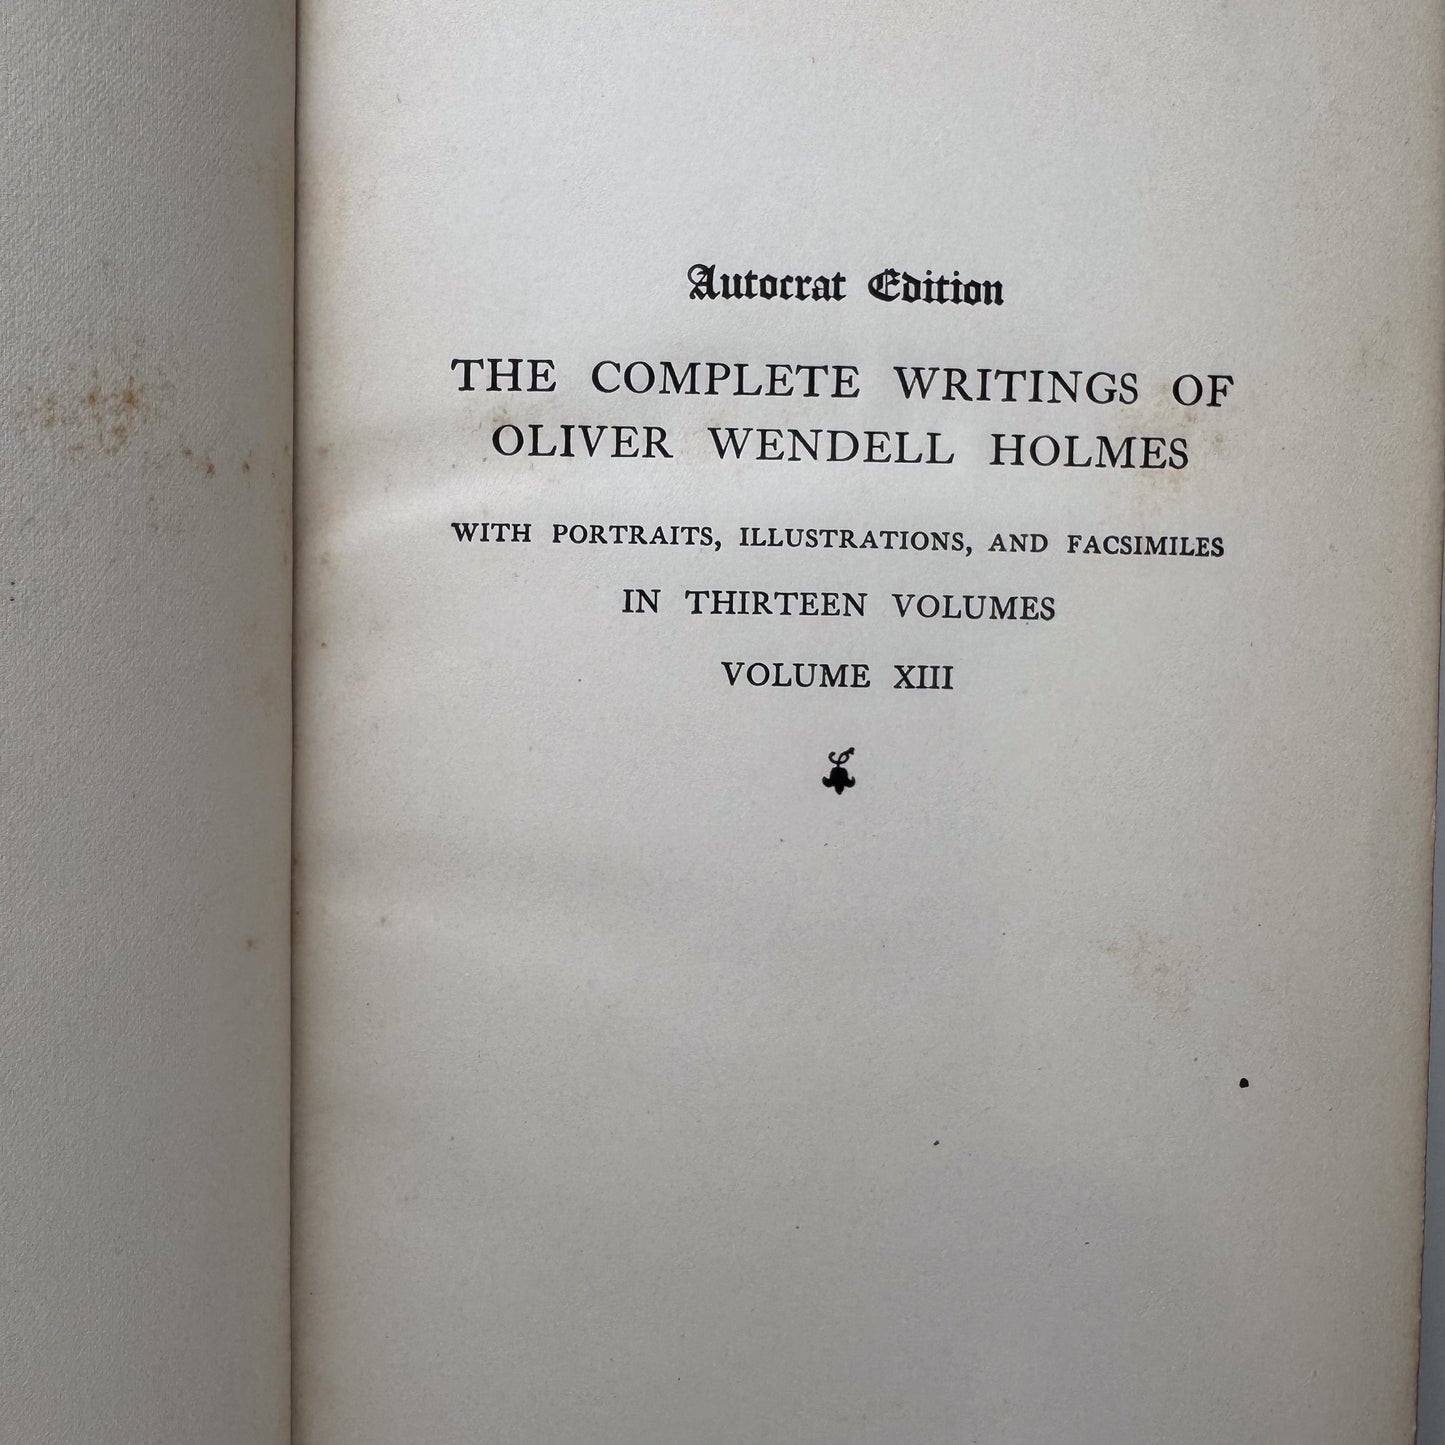 Autocrat Edition
THE COMPLETE WRITINGS OF
OLIVER WENDELL HOLMES
WITH PORTRAITS, ILLUSTRATIONS, AND FACSIMILES
IN THIRTEEN VOLUMES
VOLUME XIII